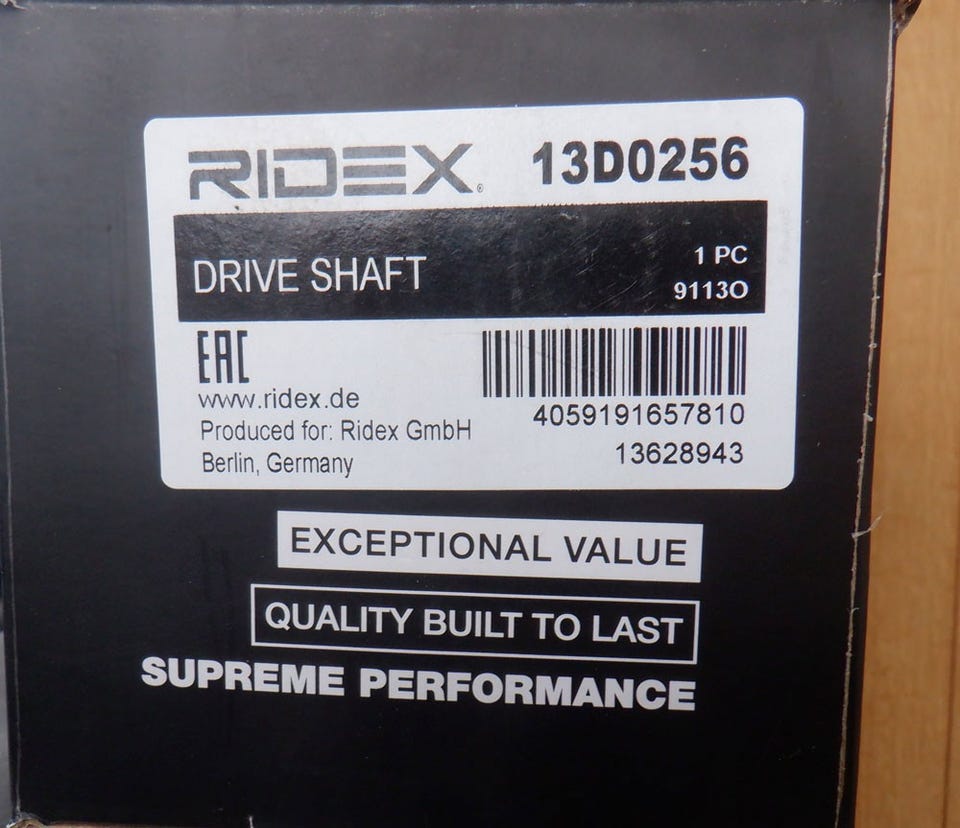 RIDEX® 13D0256
DRIVE SHAFT
1 PC
9113O
EAC
www.ridex.de
Produced for: Ridex GmbH
Berlin, Germany
4059191657810
13628943
EXCEPTIONAL VALUE
QUALITY BUILT TO LAST
SUPREME PERFORMANCE